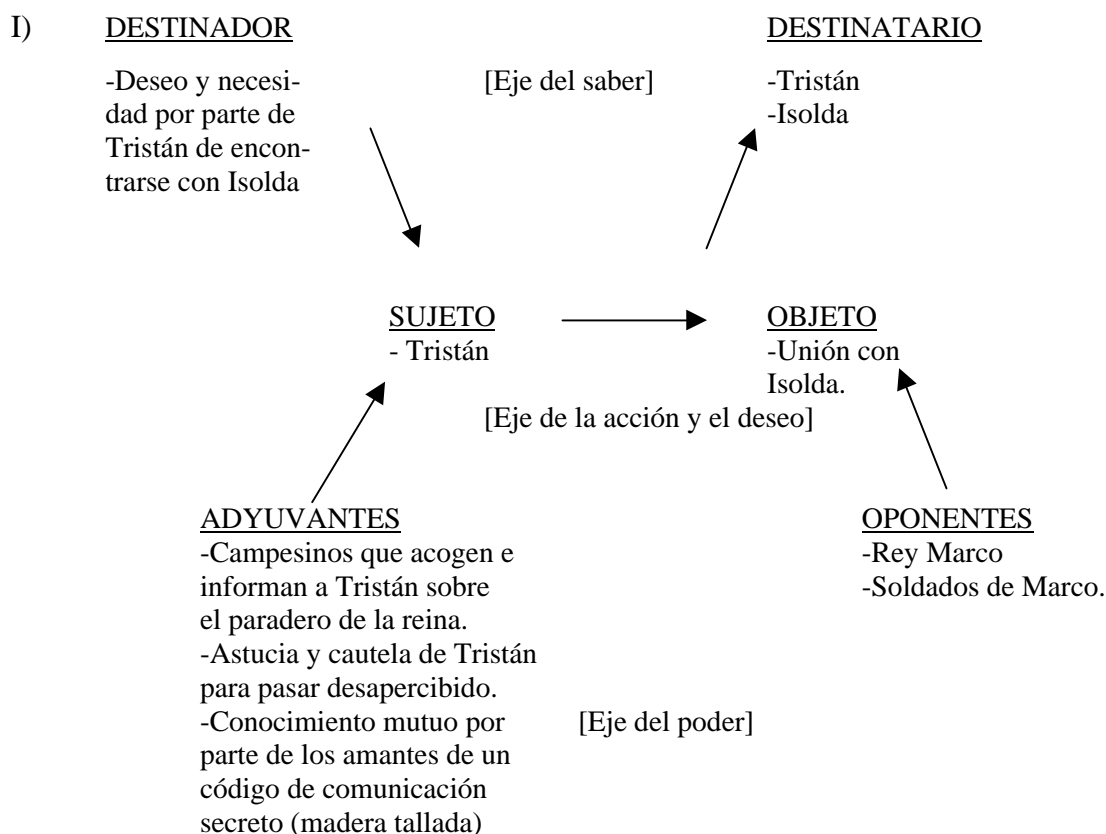 I) DESTINADOR DESTINATARIO
-Deseo y necesi- [Eje del saber] -Tristán
dad por parte de -Isolda
Tristán de encon-
trarse con Isolda
SUJETO OBJETO
- Tristán -Unión con
Isolda.
[Eje de la acción y el deseo]
ADYUVANTES OPONENTES
-Campesinos que acogen e -Rey Marco
informan a Tristán sobre -Soldados de Marco.
el paradero de la reina.
-Astucia y cautela de Tristán
para pasar desapercibido.
-Conocimiento mutuo por [Eje del poder]
parte de los amantes de un
código de comunicación
secreto (madera tallada)